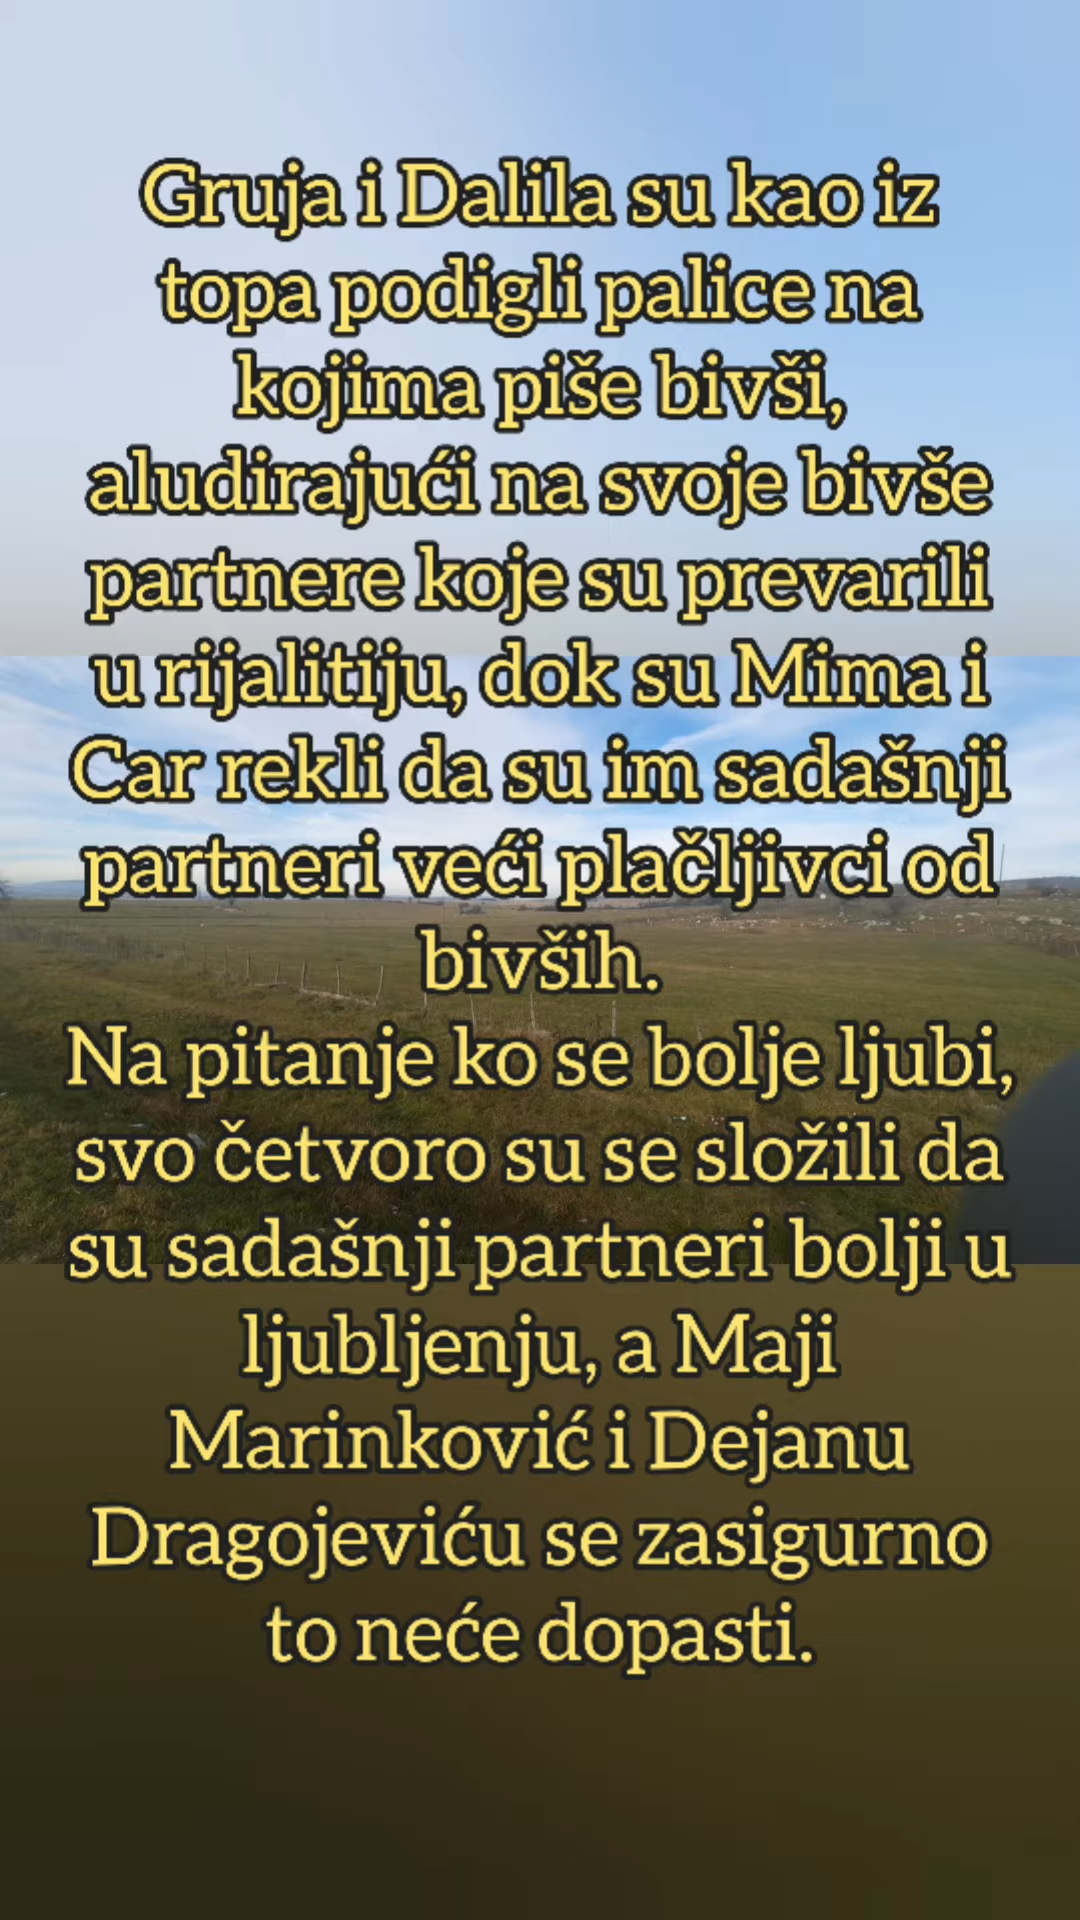 Gruja i Dalila su kao iz
topa podigli palice na
kojima piše bivši,
aludirajući na svoje bivše
partnere koje su prevarili
u rijalitiju, dok su Mima i
Car rekli da su im sadašnji
partneri veći plačljivci od
bivših.
Na pitanje ko se bolje ljubi,
svo četvoro su se složili da
su sadašnji partneri bolji u
ljubljenju, a Maji
Marinković i Dejanu
Dragojeviću se zasigurno
to neće dopasti.